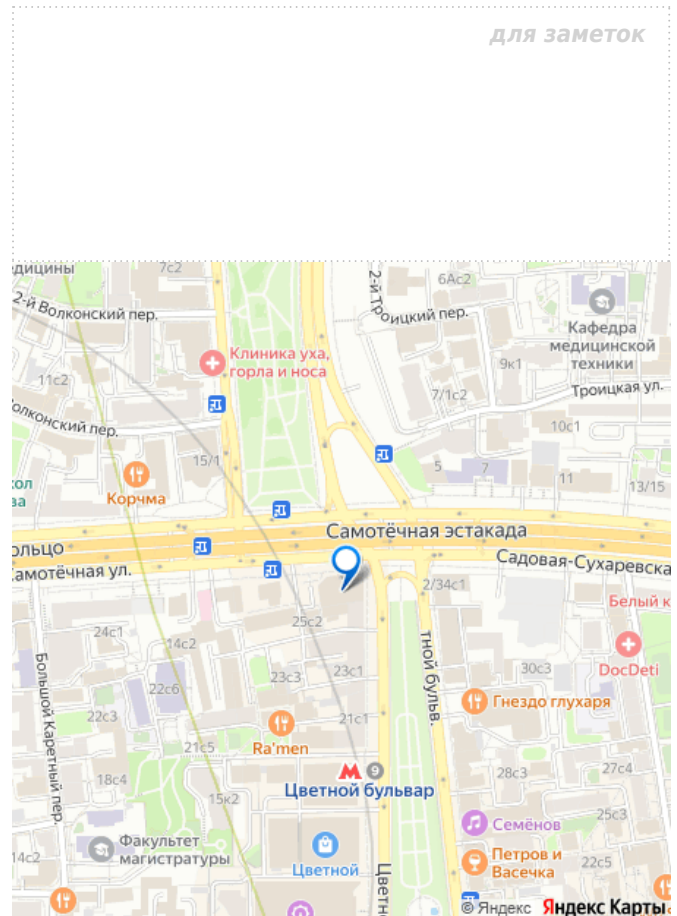 для заметок
дицины
7с2
2-й Волконский пер.
2-й Троицкий пер.
6Ас2
Кафедра
медицинской
техники
Клиника уха,
горла и носа
11с2
9к1
7/1с2
Троицкая ул.
олконский пер.
10с1
15/1
5
7
11
13/15
кол
ва
Корчма
Самотёчная эстакада
ольцо
амотёчная ул.
Садовая-Сухаревска
2/34с1
Белый к
25с2
24с1
14с2
DocDeti
Большой Каретный пер.
тной бульв.
23с1
30с3
23с3
22с6
Гнездо глухаря
22с3
21с1
21с5
Ra'men
9
Цветной бульвар
28с3
27с4
18с4
15к2
25с3
Семёнов
Факультет
магистратуры
14с2
Цветной
Цветн
Петров и
Васечка
22с5
© Яндекс Яндекс Карты